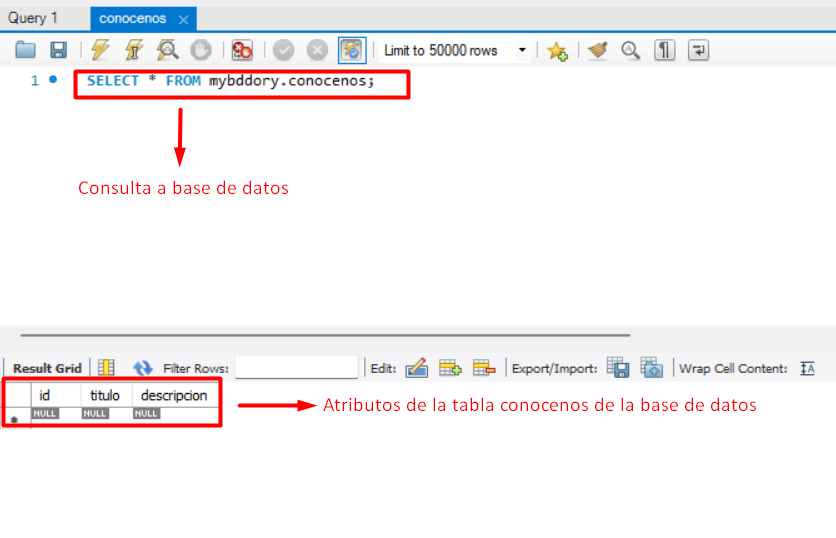 Query 1 conocenos
Limit to 50000 rows
1 SELECT * FROM mybddory.conocenos;
Consulta a base de datos
Result Grid Filter Rows: Edit: Export/Import: Wrap Cell Content:
id titulo descripcion
NULL NULL NULL
Atributos de la tabla conocenos de la base de datos